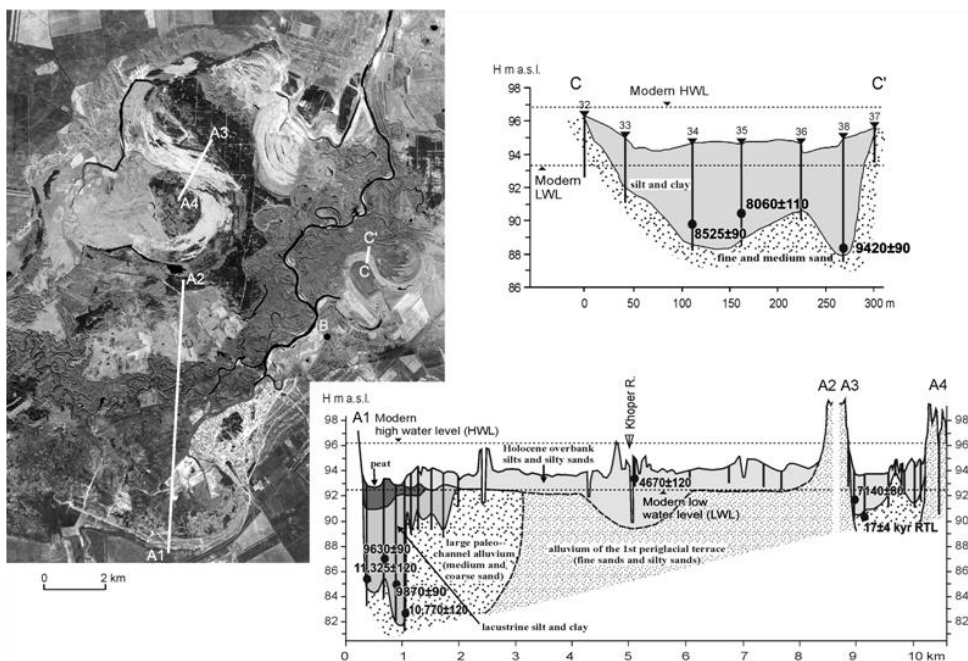 A3
A4
C'
C
A2
B
A1
0 2 km
H m a.s.l.
C
C'
98
96
94
92
90
88
86
Modern HWL
32
33
34
35
36
38
37
Modern
LWL
silt and clay
8060±110
8525±90
9420±90
fine and medium sand
0 50 100 150 200 250 300 m
H m a.s.l.
A1
A2
A3
A4
98
96
94
92
90
88
86
84
82
Modern
high water level (HWL)
Khoper R.
peat
Holocene overbank
silts and silty sands
4670±120
Modern low
water level (LWL)
7140±80
17±4 kyr RTL
large paleo-
channel alluvium
(medium and
coarse sand)
alluvium of the 1st periglacial terrace
(fine sands and silty sands)
9630±90
11,325±120
9870±90
10,770±120
lacustrine silt and clay
0 1 2 3 4 5 6 7 8 9 10 km